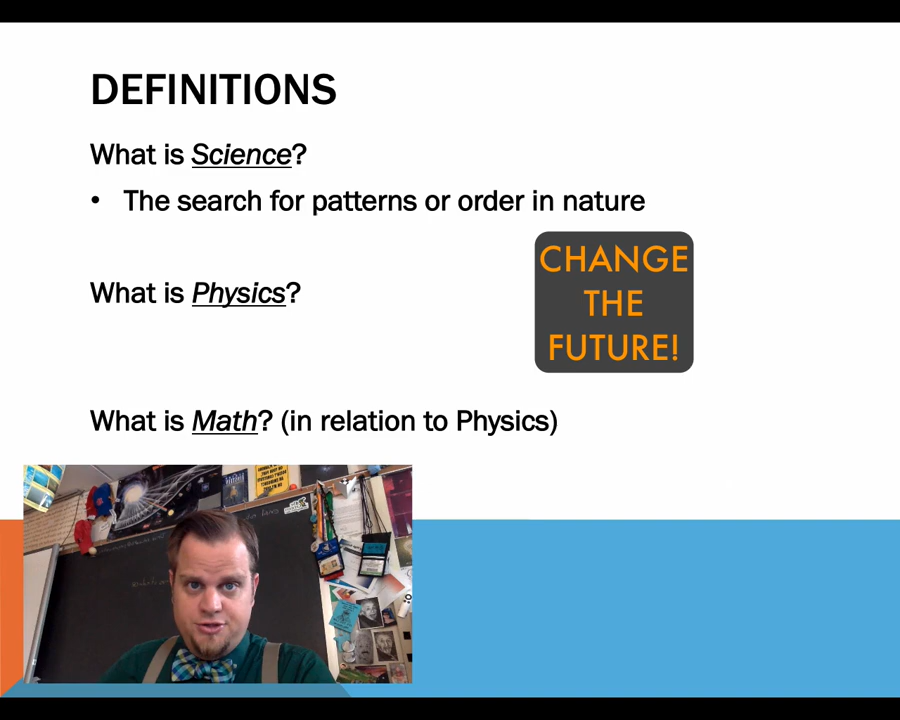 DEFINITIONS
What is Science?
• The search for patterns or order in nature
CHANGE
THE
FUTURE!
What is Physics?
What is Math? (in relation to Physics)